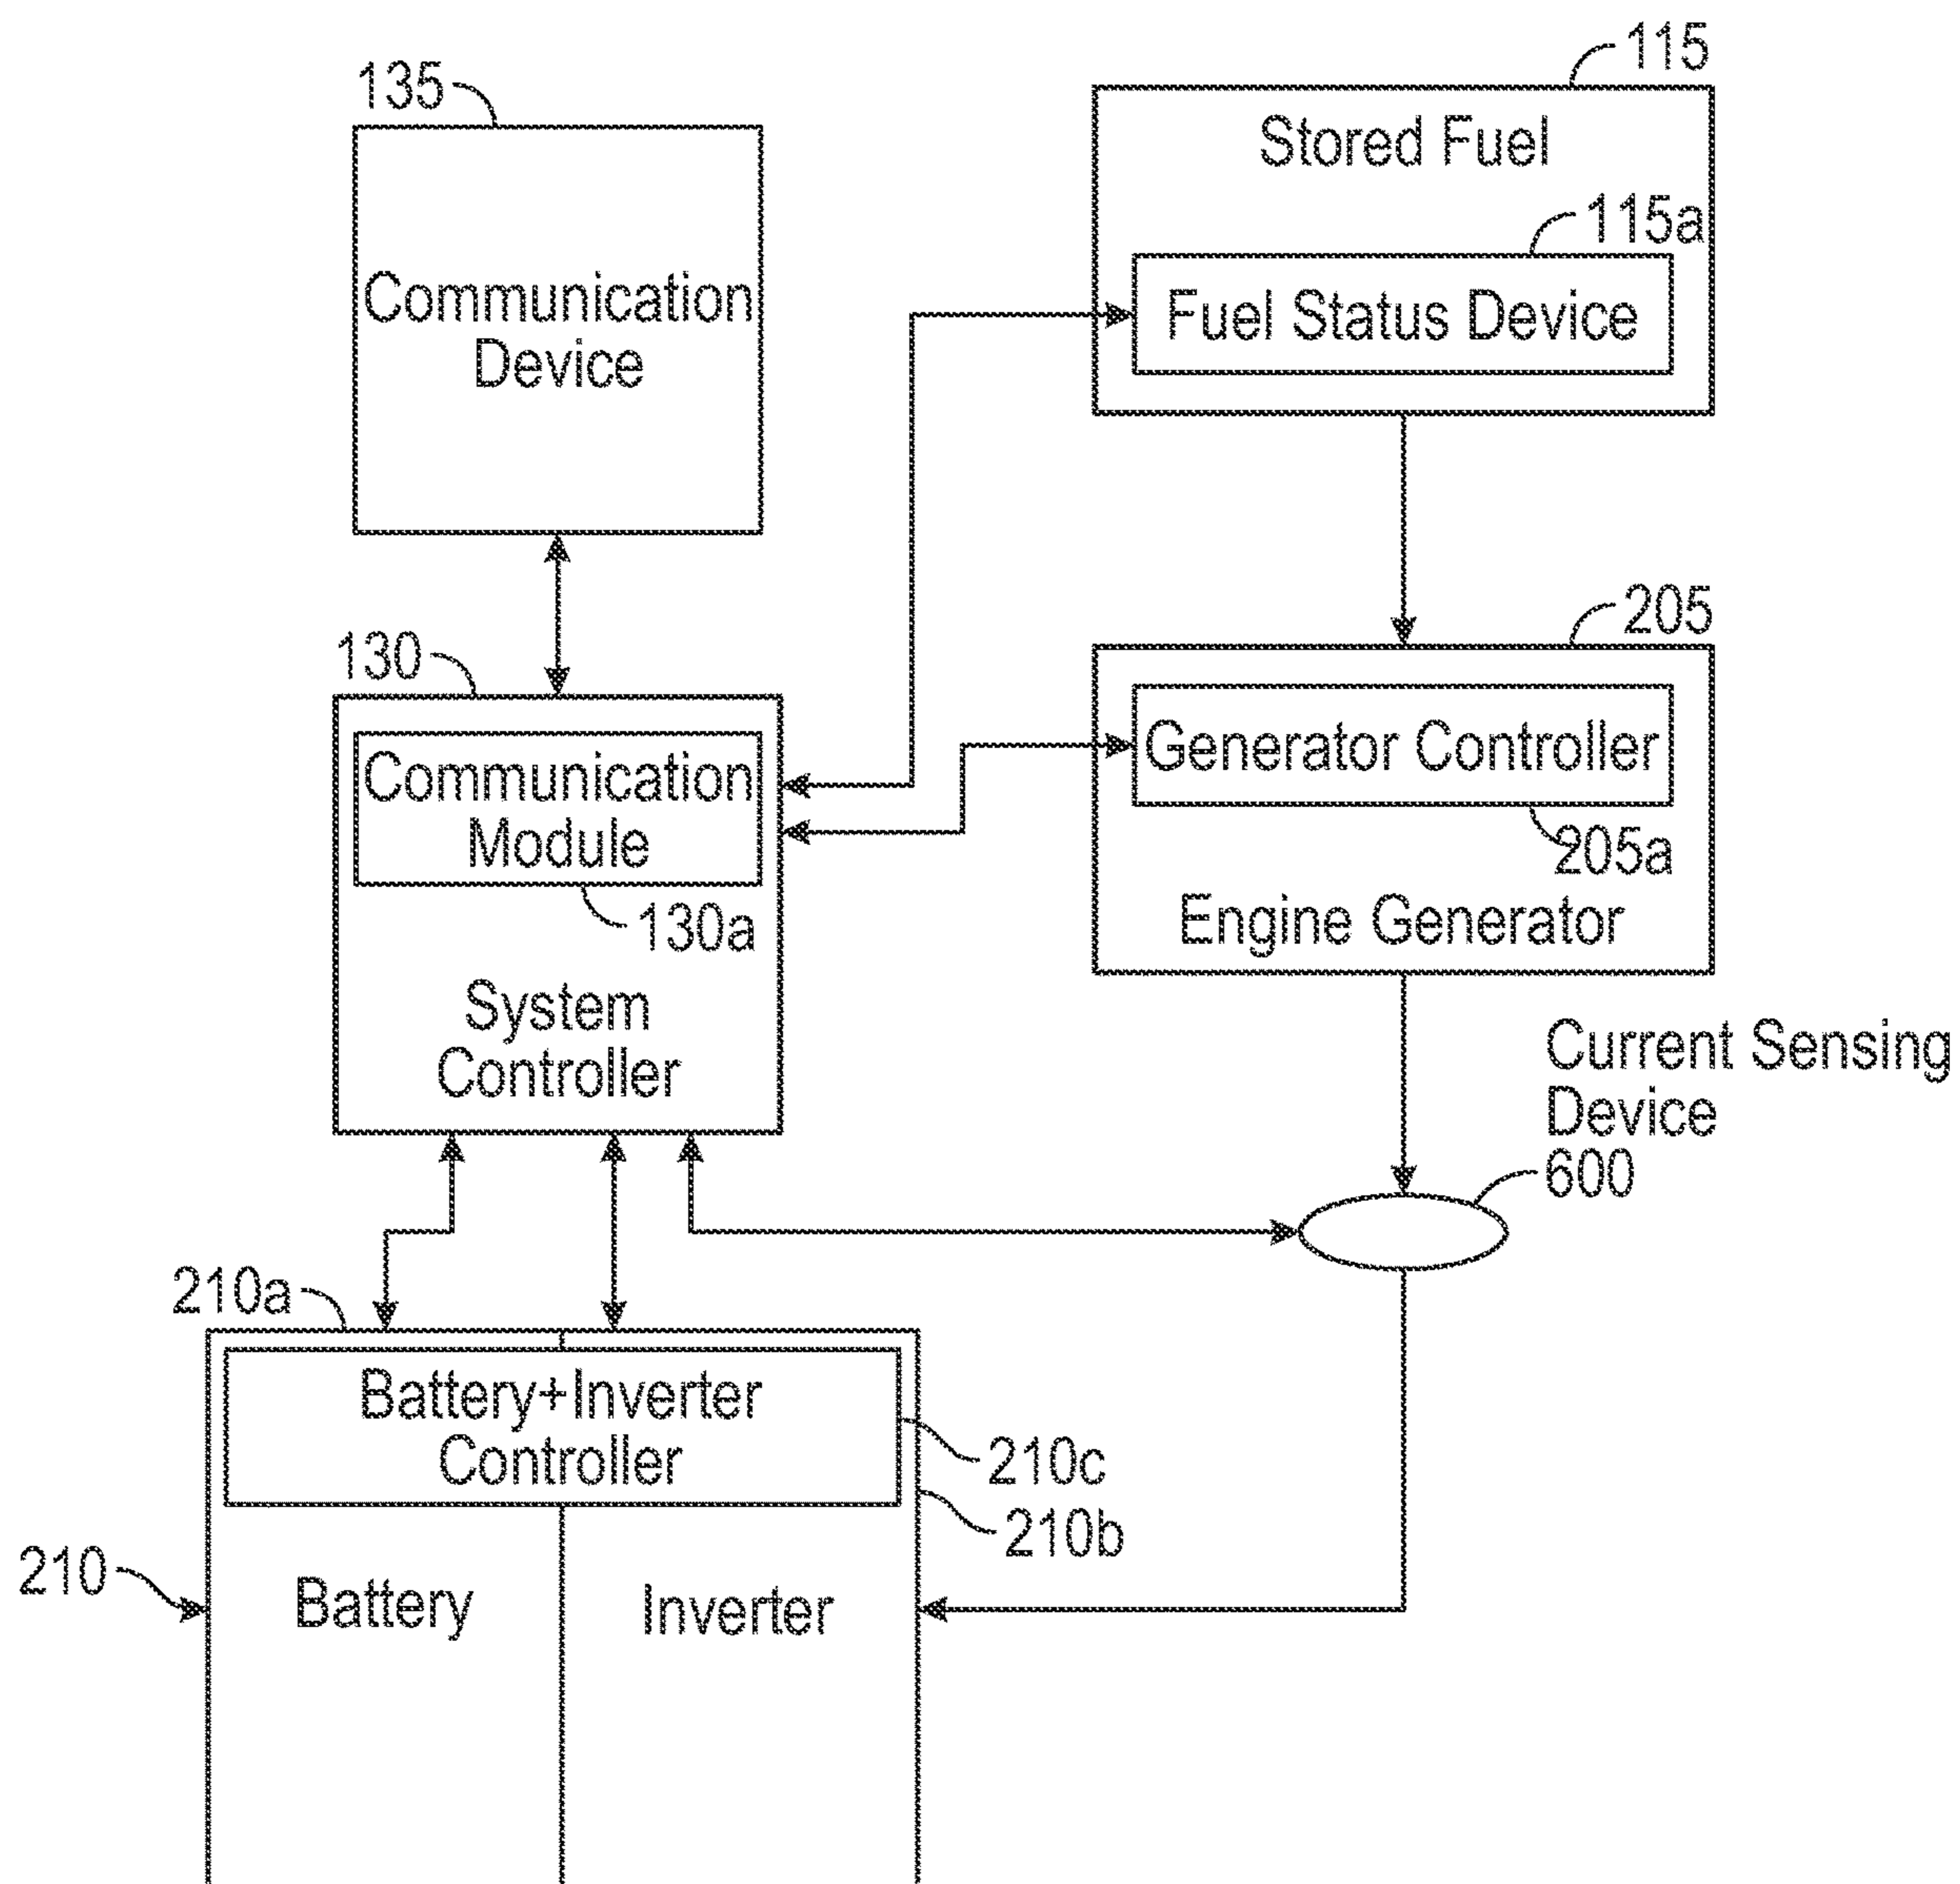 135
Communication
Device
115
Stored Fuel
115a
Fuel Status Device
130
Communication
Module
130a
System
Controller
205
Generator Controller
205a
Engine Generator
Current Sensing
Device
600
210a
Battery+Inverter
Controller
210c
210b
210
Battery
Inverter